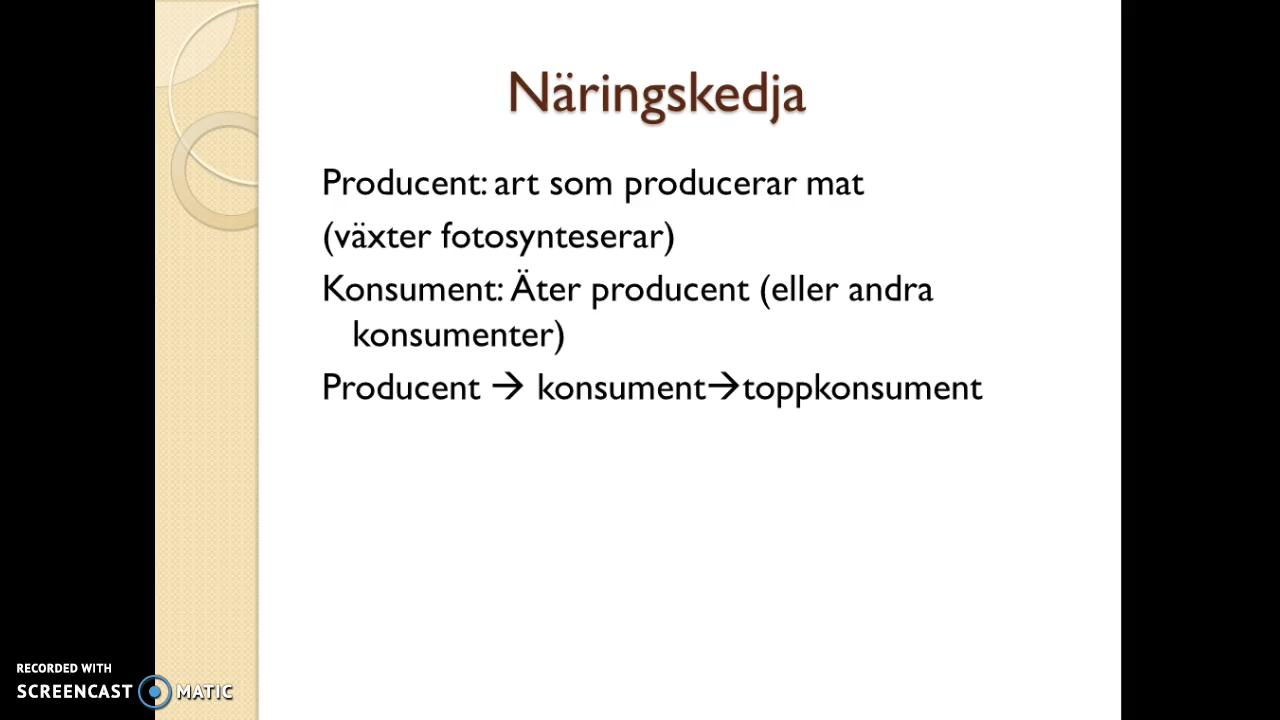 Näringskedja
Producent: art som producerar mat
(växter fotosynteserar)
Konsument: Äter producent (eller andra
konsumenter)
Producent → konsument→toppkonsument
RECORDED WITH
SCREENCAST MATIC